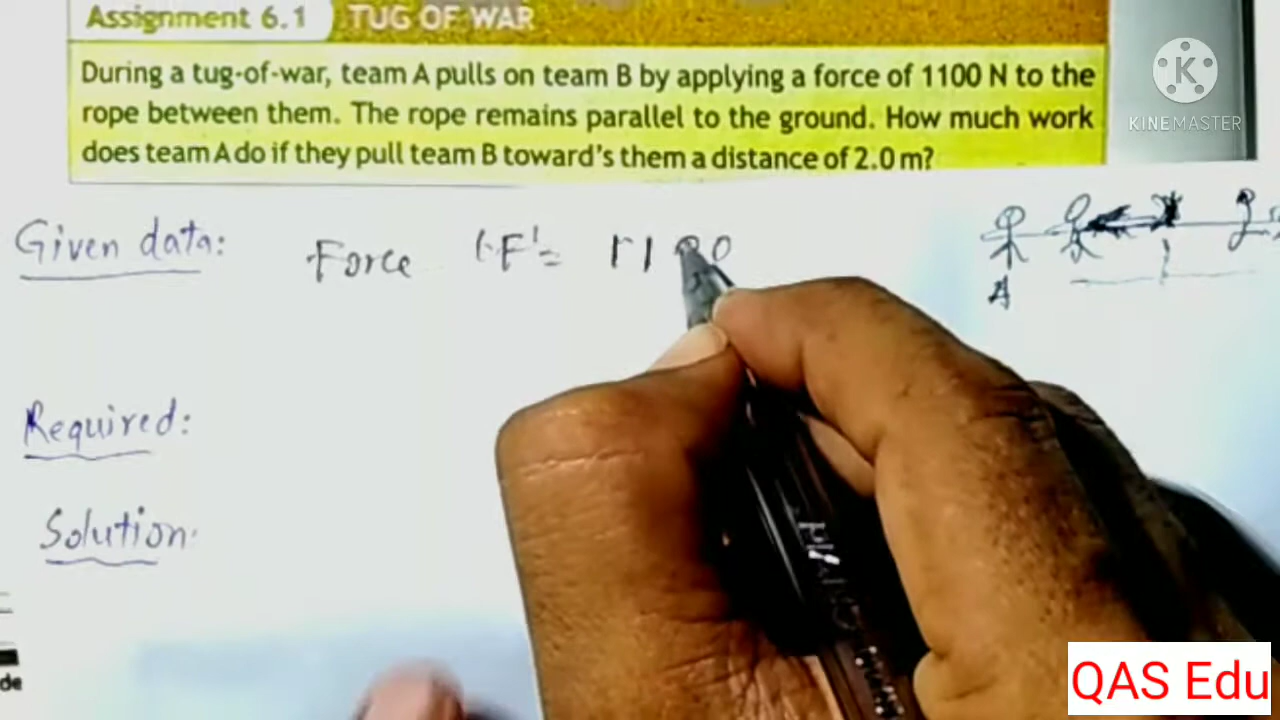 Assignment 6.1 TUG OF WAR
During a tug-of-war, team A pulls on team B by applying a force of 1100 N to the
rope between them. The rope remains parallel to the ground. How much work
does team A do if they pull team B toward's them a distance of 2.0 m?
KINEMASTER
Given data: Force 'F' = 1100
A
Required:
Solution:
de
QAS Edu